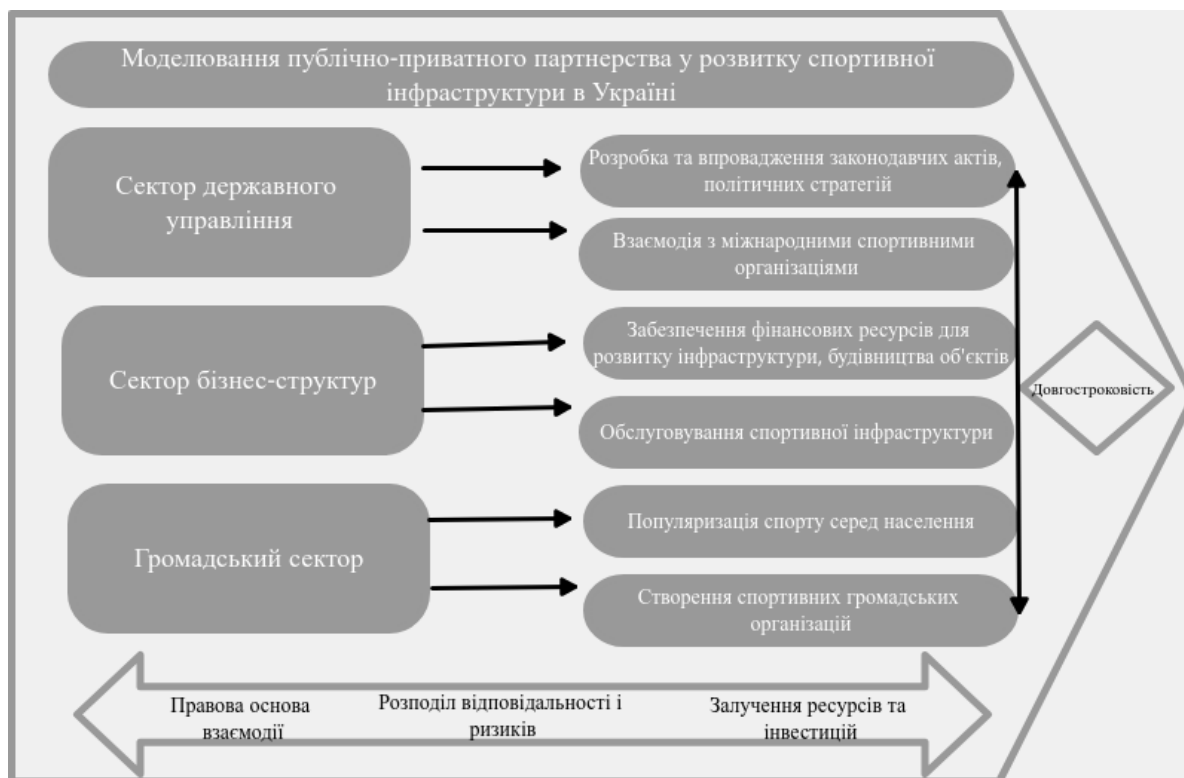 Моделювання публічно-приватного партнерства у розвитку спортивної
інфраструктури в Україні
Сектор державного
управління
Розробка та впровадження законодавчих актів,
політичних стратегій
Взаємодія з міжнародними спортивними
організаціями
Сектор бізнес-структур
Забезпечення фінансових ресурсів для
розвитку інфраструктури, будівництва об'єктів
Обслуговування спортивної інфраструктури
Довгостроковість
Громадський сектор
Популяризація спорту серед населення
Створення спортивних громадських
організацій
Правова основа
взаємодії
Розподіл відповідальності і
ризиків
Залучення ресурсів та
інвестицій